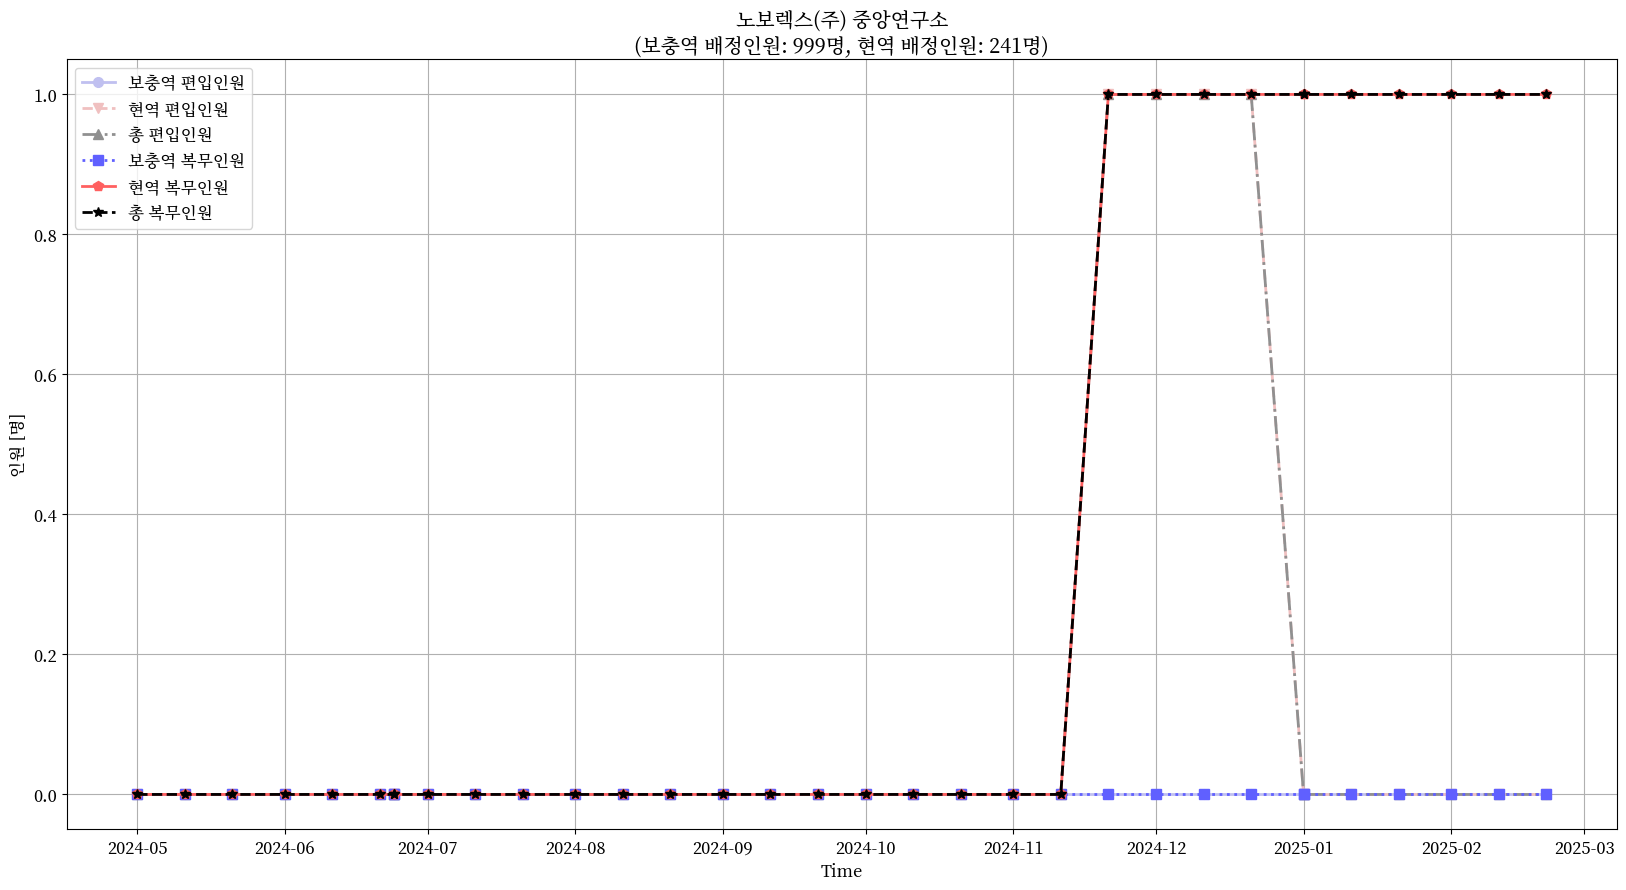 노보렉스(주) 중앙연구소
(보충역 배정인원: 999명, 현역 배정인원: 241명)
보충역 편입인원
현역 편입인원
총 편입인원
보충역 복무인원
현역 복무인원
총 복무인원
1.0
0.8
0.6
0.4
0.2
0.0
인원 [명]
2024-05
2024-06
2024-07
2024-08
2024-09
2024-10
2024-11
2024-12
2025-01
2025-02
2025-03
Time